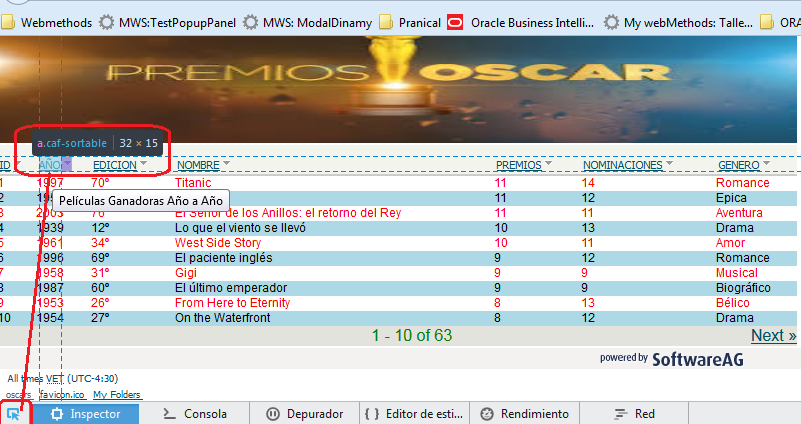 Webmethods MWS:TestPopupPanel MWS: ModalDinamy Pranical Oracle Business Intelli... My webMethods: Talle... ORA
PREMIOS OSCAR
a.caf-sortable 32 × 15
ID AÑO EDICION NOMBRE PREMIOS NOMINACIONES GENERO
1 1997 70° Titanic 11 14 Romance
2 11 12 Epica
Películas Ganadoras Año a Año
3 2003 76° El Señor de los Anillos: el retorno del Rey 11 11 Aventura
4 1939 12° Lo que el viento se llevó 10 13 Drama
5 1961 34° West Side Story 10 11 Amor
6 1996 69° El paciente inglés 9 12 Romance
7 1958 31° Gigi 9 9 Musical
8 1987 60° El último emperador 9 9 Biográfico
9 1953 26° From Here to Eternity 8 13 Bélico
10 1954 27° On the Waterfront 8 12 Drama
1 - 10 of 63 Next »
powered by SoftwareAG
All times VET (UTC-4:30)
oscars favicon.ico My Folders
Inspector Consola Depurador Editor de esti... Rendimiento Red